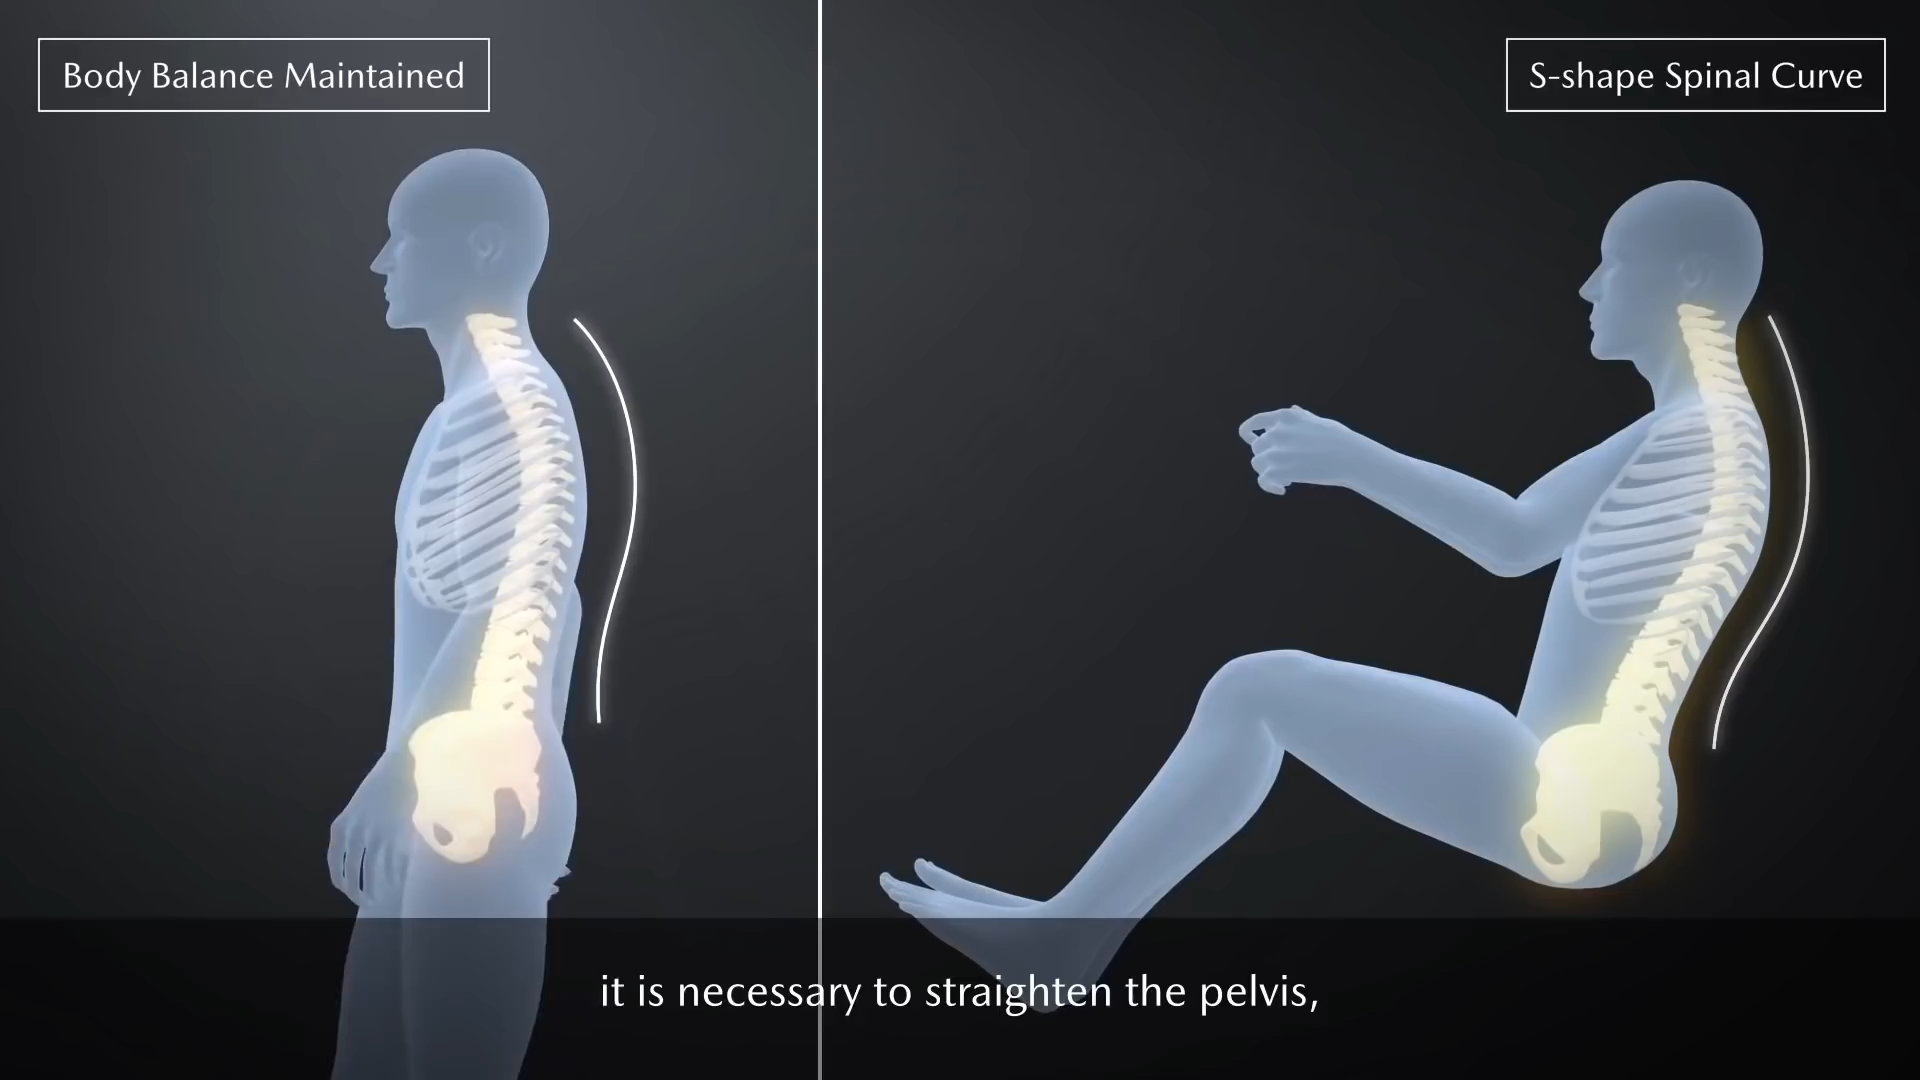 Body Balance Maintained
S-shape Spinal Curve
it is necessary to straighten the pelvis,